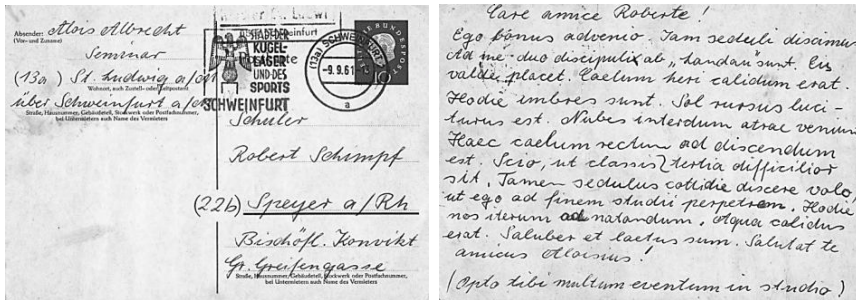 Absender: Alois Albrecht
(Vor- und Zuname)
Seminar
(13a) St. Ludwig a/M
Wohnort, auch Zustell- oder Leitpostamt
über Schweinfurt a/M
Straße, Hausnummer, Gebäudeteil, Stockwerk oder Postfachnummer,
bei Untermietern auch Name des Vermieters
STADT DER
KUGEL-
LAGER
UND DES
SPORTS
SCHWEINFURT
(13a) SCHWEINFURT
-9.9.61
a
DEUTSCHE BUNDESPOST
10
Schüler
Robert Schimpf
(22b) Speyer a/Rh
Bischöfl. Konvikt
Gr. Greifengasse
Straße, Hausnummer, Gebäudeteil, Stockwerk oder Postfachnummer,
bei Untermietern auch Name des Vermieters
Care amice Roberte!
Ego bonus advenio. Jam seduli discimus.
Ad me duo discipuli ab „Landau" sunt. Eis
valde placet. Caelum heri calidum erat.
Hodie imbres sunt. Sol rursus luci-
turus est. Nubes interdum atrae veniunt
Haec caelum rectum ad discendum
est. Scio, ut classis tertia difficilior
sit. Tamen sedulus cottidie discere volo,
ut ego ad finem studii perpetrem. Hodie
nos iterum ad natandum. Aqua calidus
erat. Saluber et laetus sum. Salutat te
amicus Aloisius!
(Opto tibi multum eventum in studio)